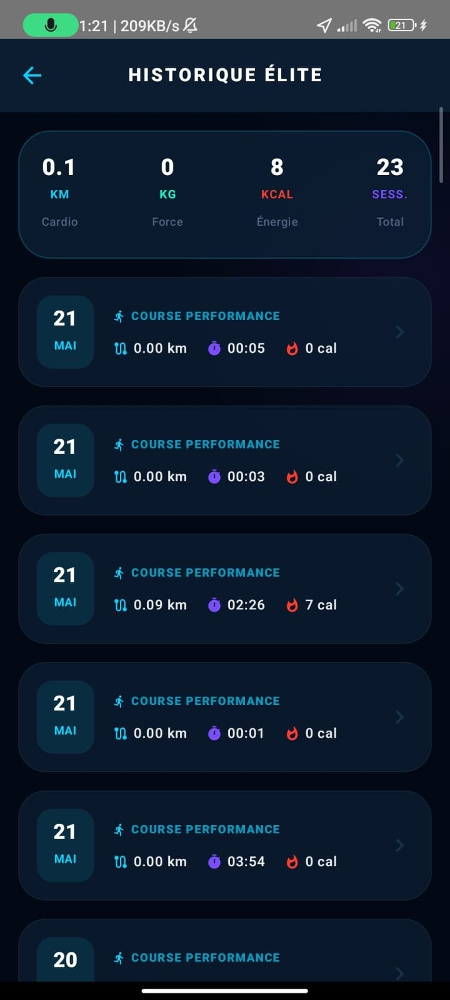 1:21 | 209KB/s
21
HISTORIQUE ÉLITE
0.1 0 8 23
KM KG KCAL SESS.
Cardio Force Énergie Total
21 MAI
COURSE PERFORMANCE
0.00 km 00:05 0 cal
21 MAI
COURSE PERFORMANCE
0.00 km 00:03 0 cal
21 MAI
COURSE PERFORMANCE
0.09 km 02:26 7 cal
21 MAI
COURSE PERFORMANCE
0.00 km 00:01 0 cal
21 MAI
COURSE PERFORMANCE
0.00 km 03:54 0 cal
20
COURSE PERFORMANCE